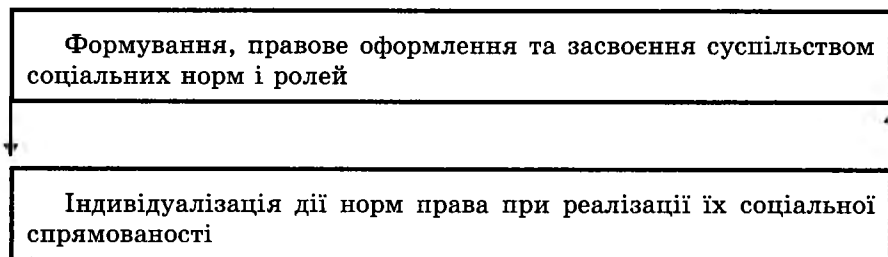 Формування, правове оформлення та засвоєння суспільством
соціальних норм і ролей
Індивідуалізація дії норм права при реалізації їх соціальної
спрямованості